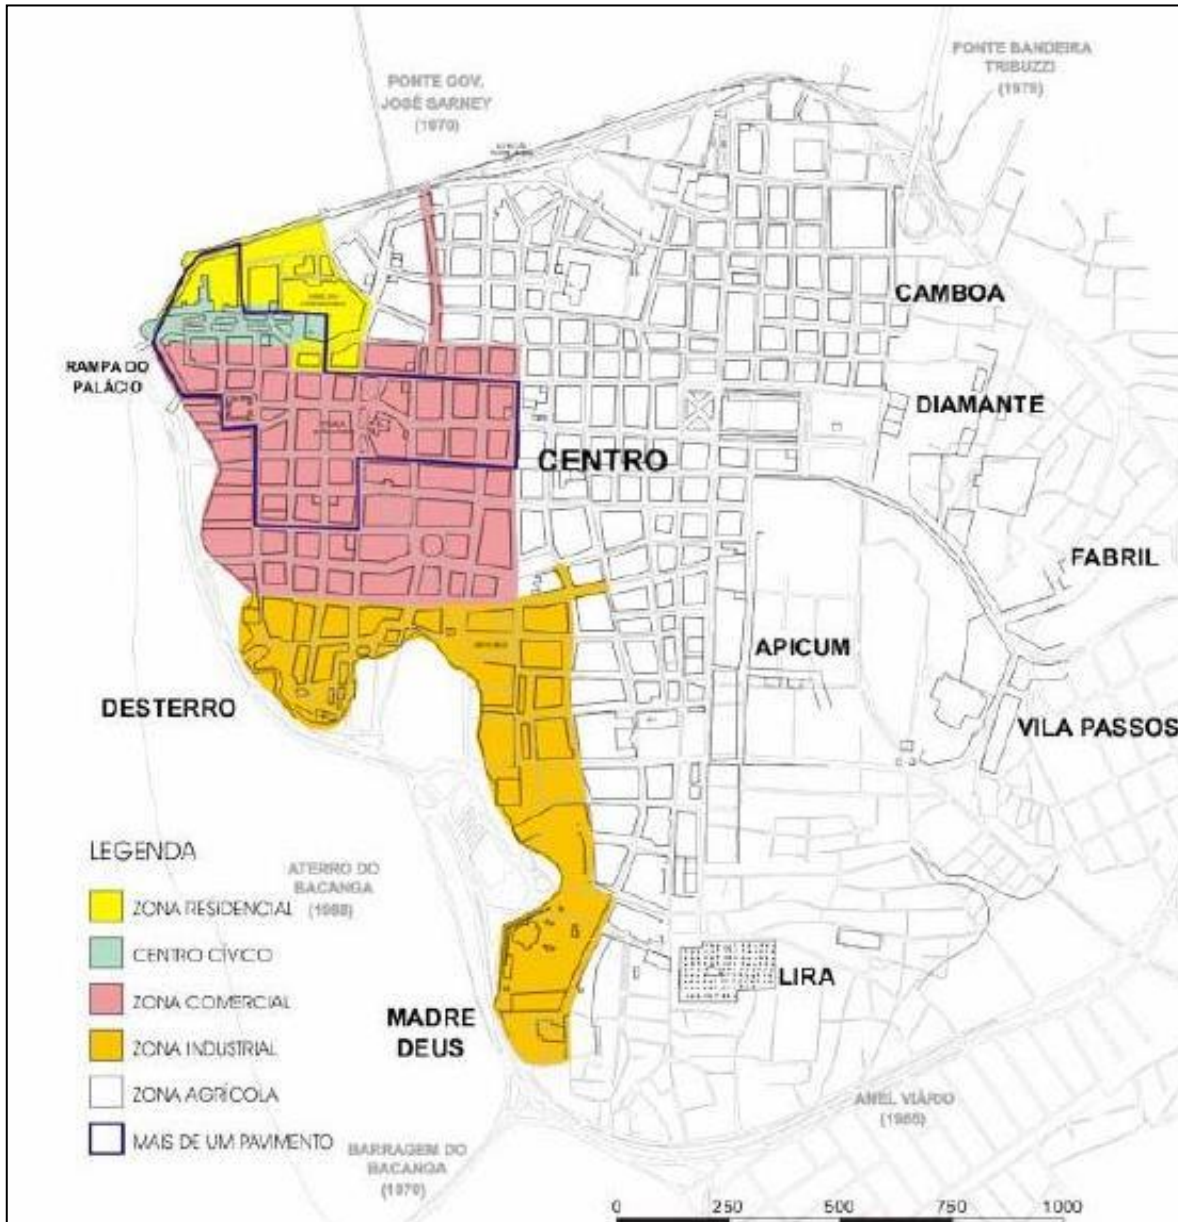 PONTE GOV.
JOSÉ SARNEY
(1970)
PONTE BANDEIRA
TRIBUZZI
(1979)
CAMBOA
RAMPA DO
PALÁCIO
DIAMANTE
CENTRO
FABRIL
APICUM
DESTERRO
VILA PASSOS
LEGENDA
ZONA RESIDENCIAL
CENTRO CÍVICO
ZONA COMERCIAL
ZONA INDUSTRIAL
ZONA AGRÍCOLA
MAIS DE UM PAVIMENTO
ATERRO DO
BACANGA
LIRA
MADRE
DEUS
ANEL VIÁRIO
BARRAGEM DO
BACANGA
(1970)
0 250 500 750 1000